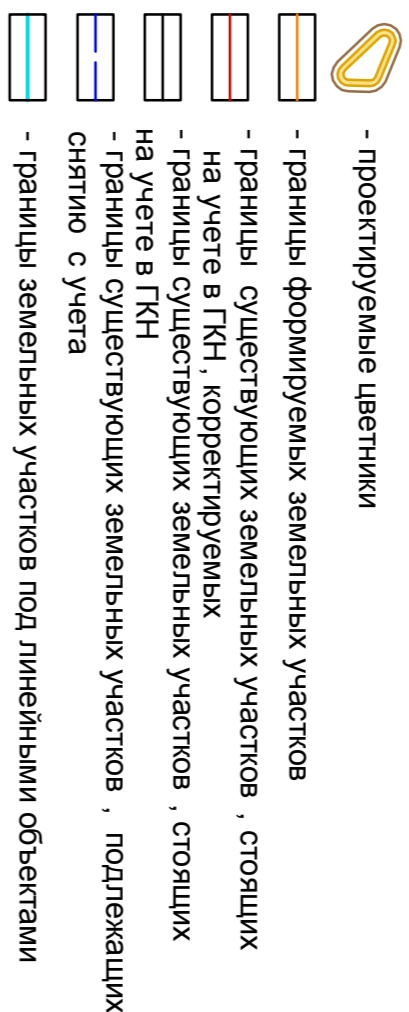 - проектируемые цветники
- границы формируемых земельных участков
- границы существующих земельных участков , стоящих
на учете в ГКН , корректируемых
- границы существующих земельных участков , стоящих
на учете в ГКН
- границы существующих земельных участков , подлежащих
снятию с учета
- границы земельных участков под линейными объектами